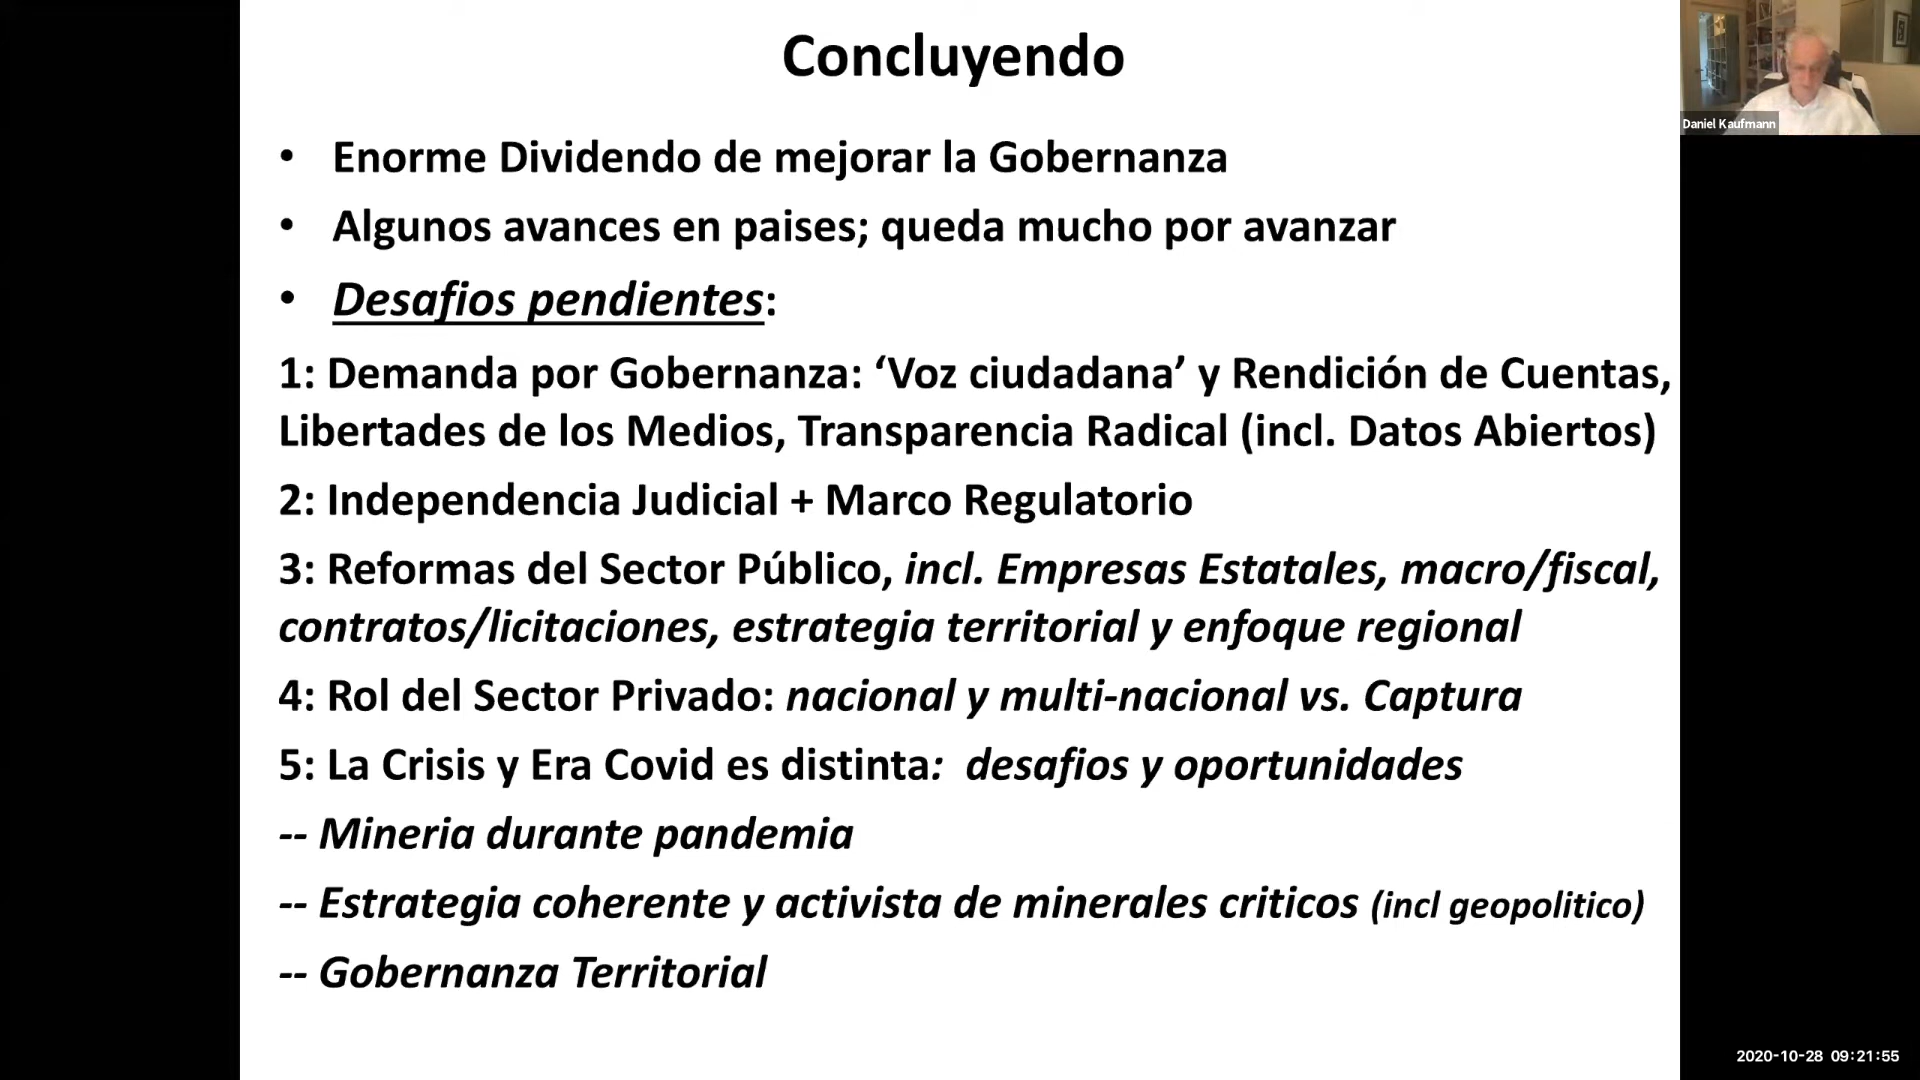 Concluyendo
Daniel Kaufmann
• Enorme Dividendo de mejorar la Gobernanza
• Algunos avances en paises; queda mucho por avanzar
• Desafios pendientes:
1: Demanda por Gobernanza: ‘Voz ciudadana’ y Rendición de Cuentas,
Libertades de los Medios, Transparencia Radical (incl. Datos Abiertos)
2: Independencia Judicial + Marco Regulatorio
3: Reformas del Sector Público, incl. Empresas Estatales, macro/fiscal,
contratos/licitaciones, estrategia territorial y enfoque regional
4: Rol del Sector Privado: nacional y multi-nacional vs. Captura
5: La Crisis y Era Covid es distinta: desafios y oportunidades
-- Mineria durante pandemia
-- Estrategia coherente y activista de minerales criticos (incl geopolitico)
-- Gobernanza Territorial
2020-10-28 09:21:55